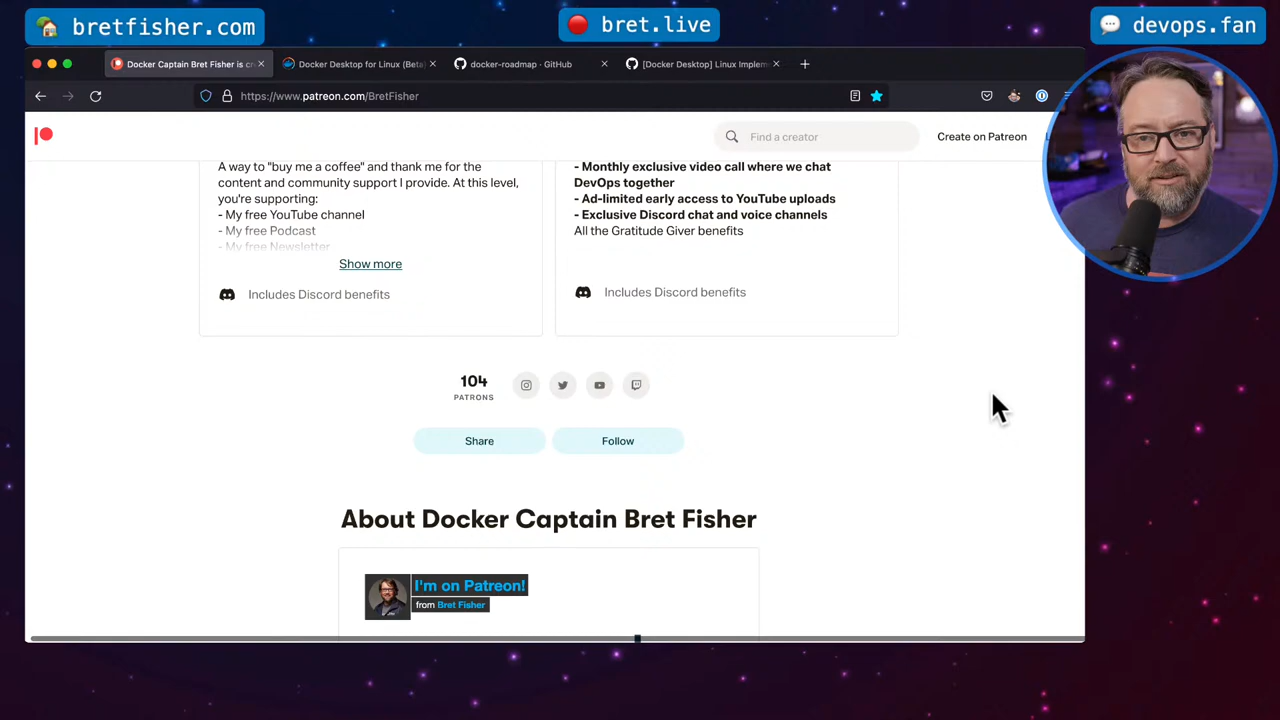 bretfisher.com
bret.live
devops.fan
Docker Captain Bret Fisher is cr
Docker Desktop for Linux (Beta)
docker-roadmap · GitHub
[Docker Desktop] Linux Implem
https://www.patreon.com/BretFisher
Find a creator
Create on Patreon
A way to "buy me a coffee" and thank me for the
content and community support I provide. At this level,
you're supporting:
- My free YouTube channel
- My free Podcast
- My free Newsletter
Show more
Includes Discord benefits
- Monthly exclusive video call where we chat
DevOps together
- Ad-limited early access to YouTube uploads
- Exclusive Discord chat and voice channels
All the Gratitude Giver benefits
Includes Discord benefits
104
PATRONS
Share
Follow
About Docker Captain Bret Fisher
I'm on Patreon!
from Bret Fisher